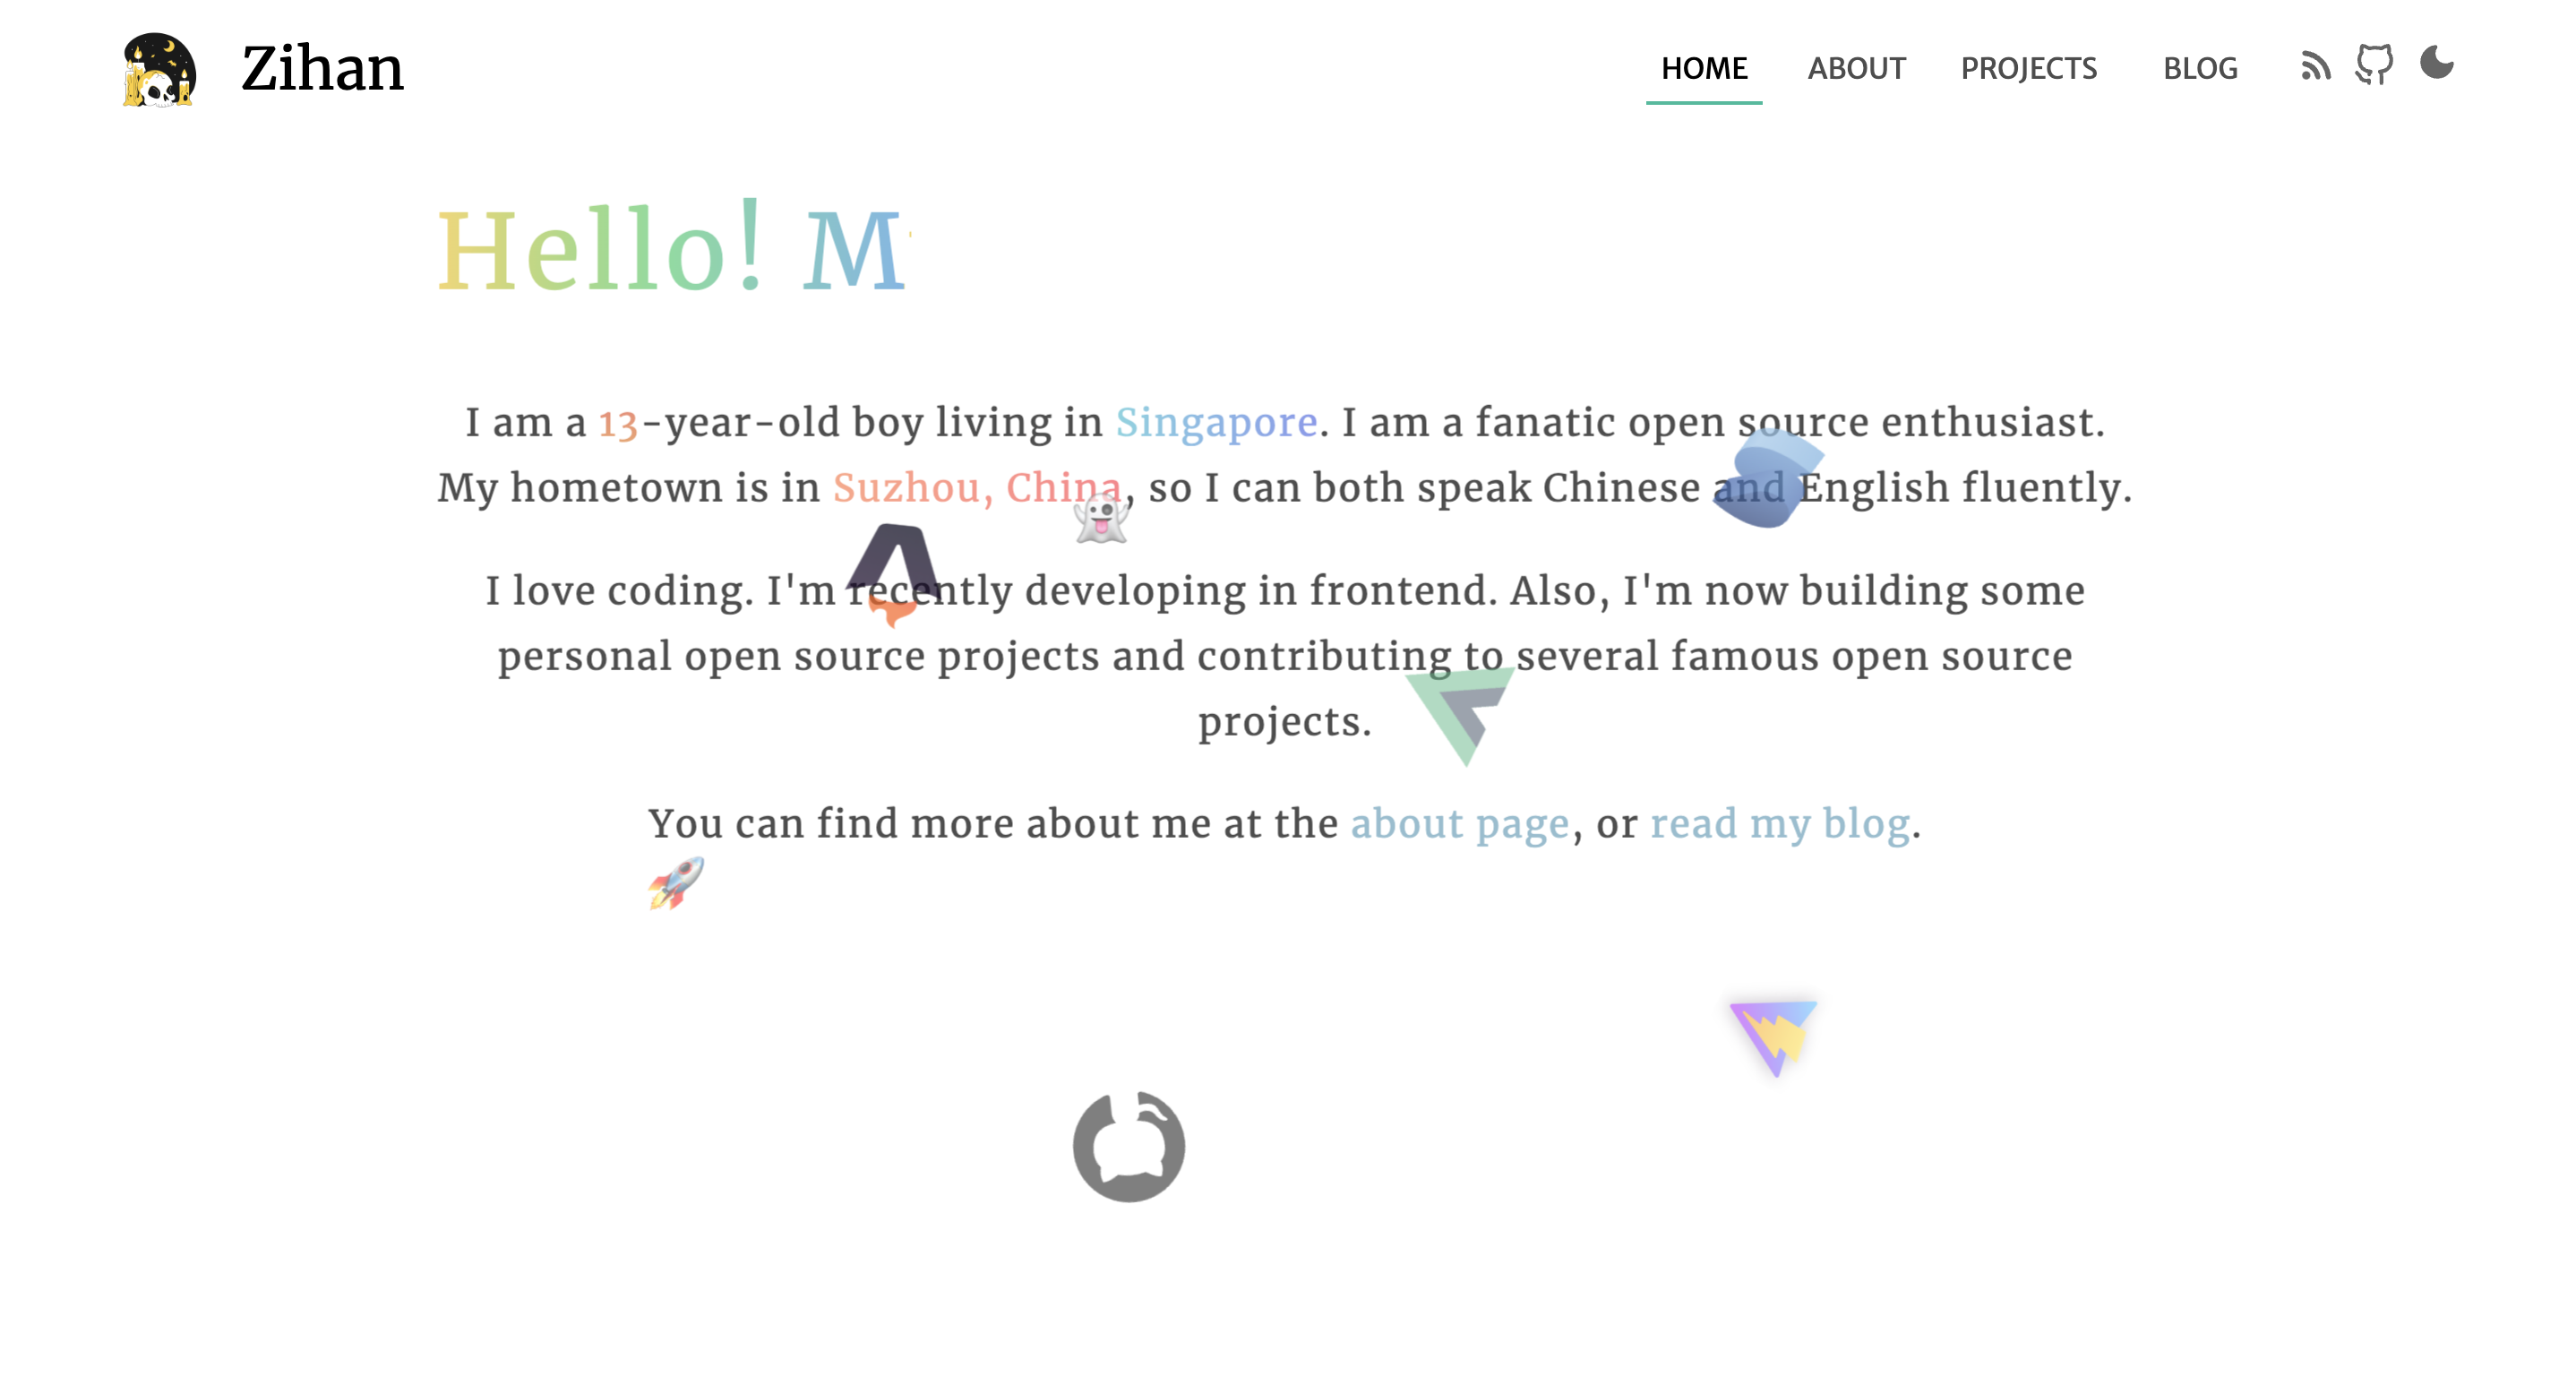 Zihan
HOME ABOUT PROJECTS BLOG
Hello! M
I am a 13-year-old boy living in Singapore. I am a fanatic open source enthusiast.
My hometown is in Suzhou, China, so I can both speak Chinese and English fluently.
I love coding. I'm recently developing in frontend. Also, I'm now building some
personal open source projects and contributing to several famous open source
projects.
You can find more about me at the about page, or read my blog.